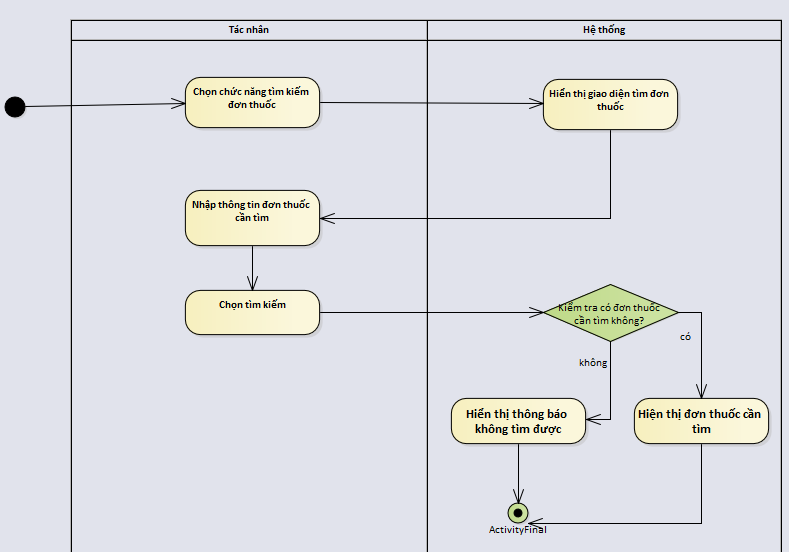 Tác nhân
Hệ thống
Chọn chức năng tìm kiếm
đơn thuốc
Hiển thị giao diện tìm đơn
thuốc
Nhập thông tin đơn thuốc
cần tìm
Chọn tìm kiếm
Kiểm tra có đơn thuốc
cần tìm không?
có
không
Hiển thị thông báo
không tìm được
Hiện thị đơn thuốc cần
tìm
ActivityFinal